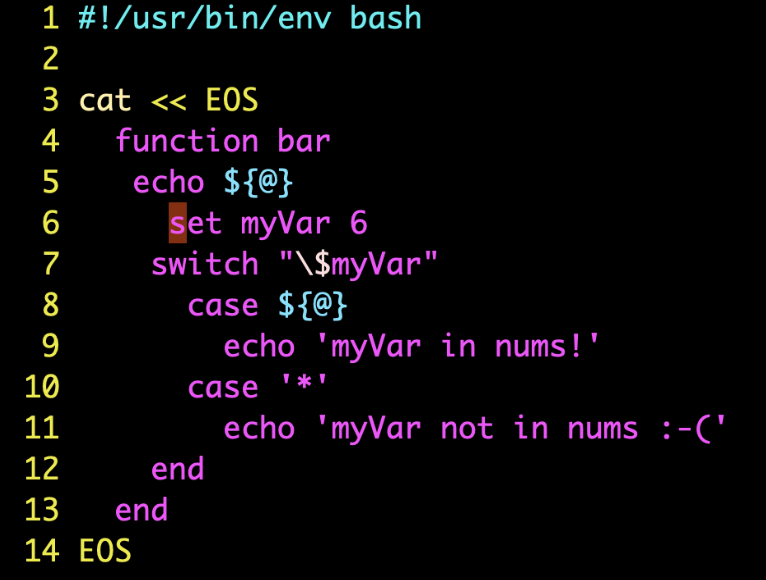 1 #!/usr/bin/env bash
2
3 cat << EOS
4   function bar
5    echo ${@}
6      set myVar 6
7     switch "\$myVar"
8       case ${@}
9         echo 'myVar in nums!'
10       case '*'
11         echo 'myVar not in nums :-('
12     end
13   end
14 EOS